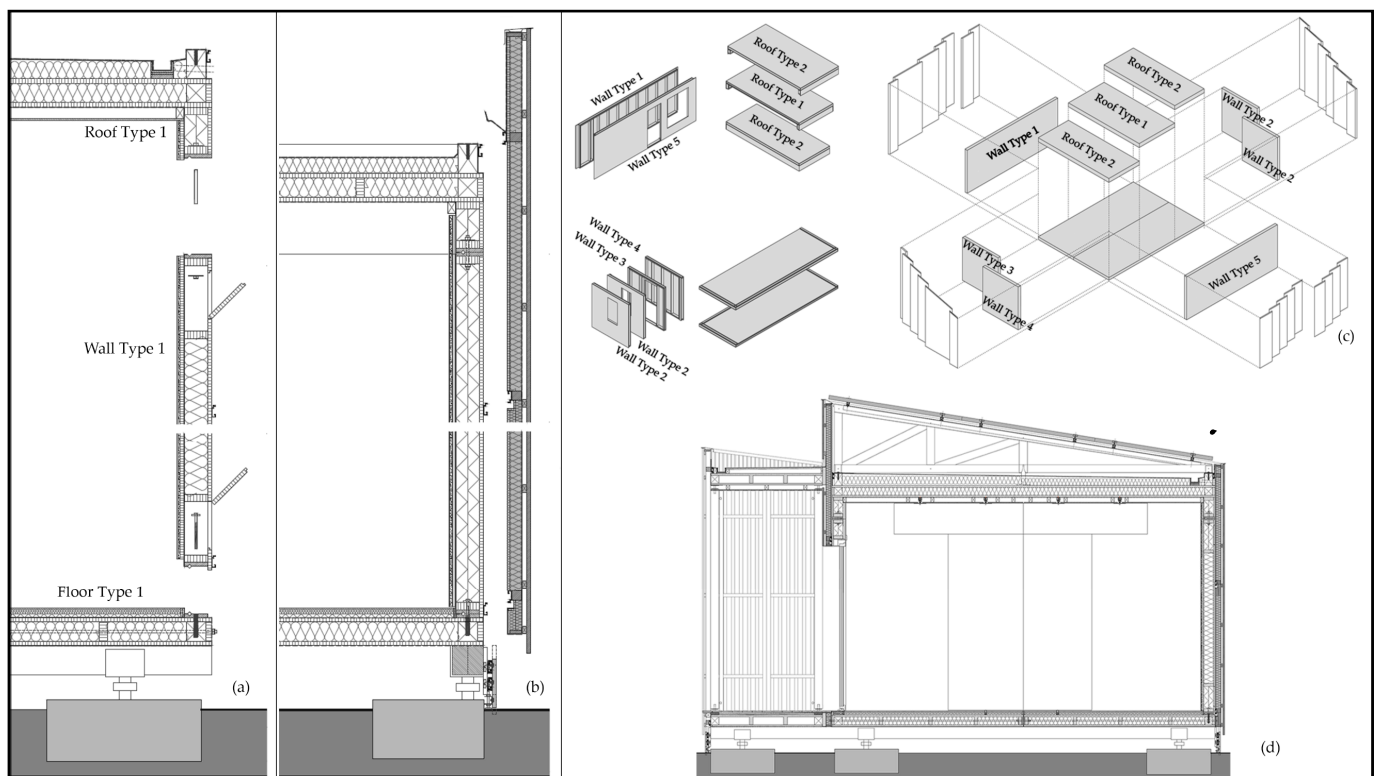 Roof Type 1
Wall Type 1
Floor Type 1
(a)
(b)
Wall Type 1
Wall Type 5
Roof Type 2
Roof Type 1
Roof Type 2
Wall Type 4
Wall Type 3
Wall Type 2
Wall Type 2
Roof Type 2
Roof Type 1
Roof Type 2
Wall Type 1
Wall Type 2
Wall Type 2
Wall Type 3
Wall Type 4
Wall Type 5
(c)
(d)